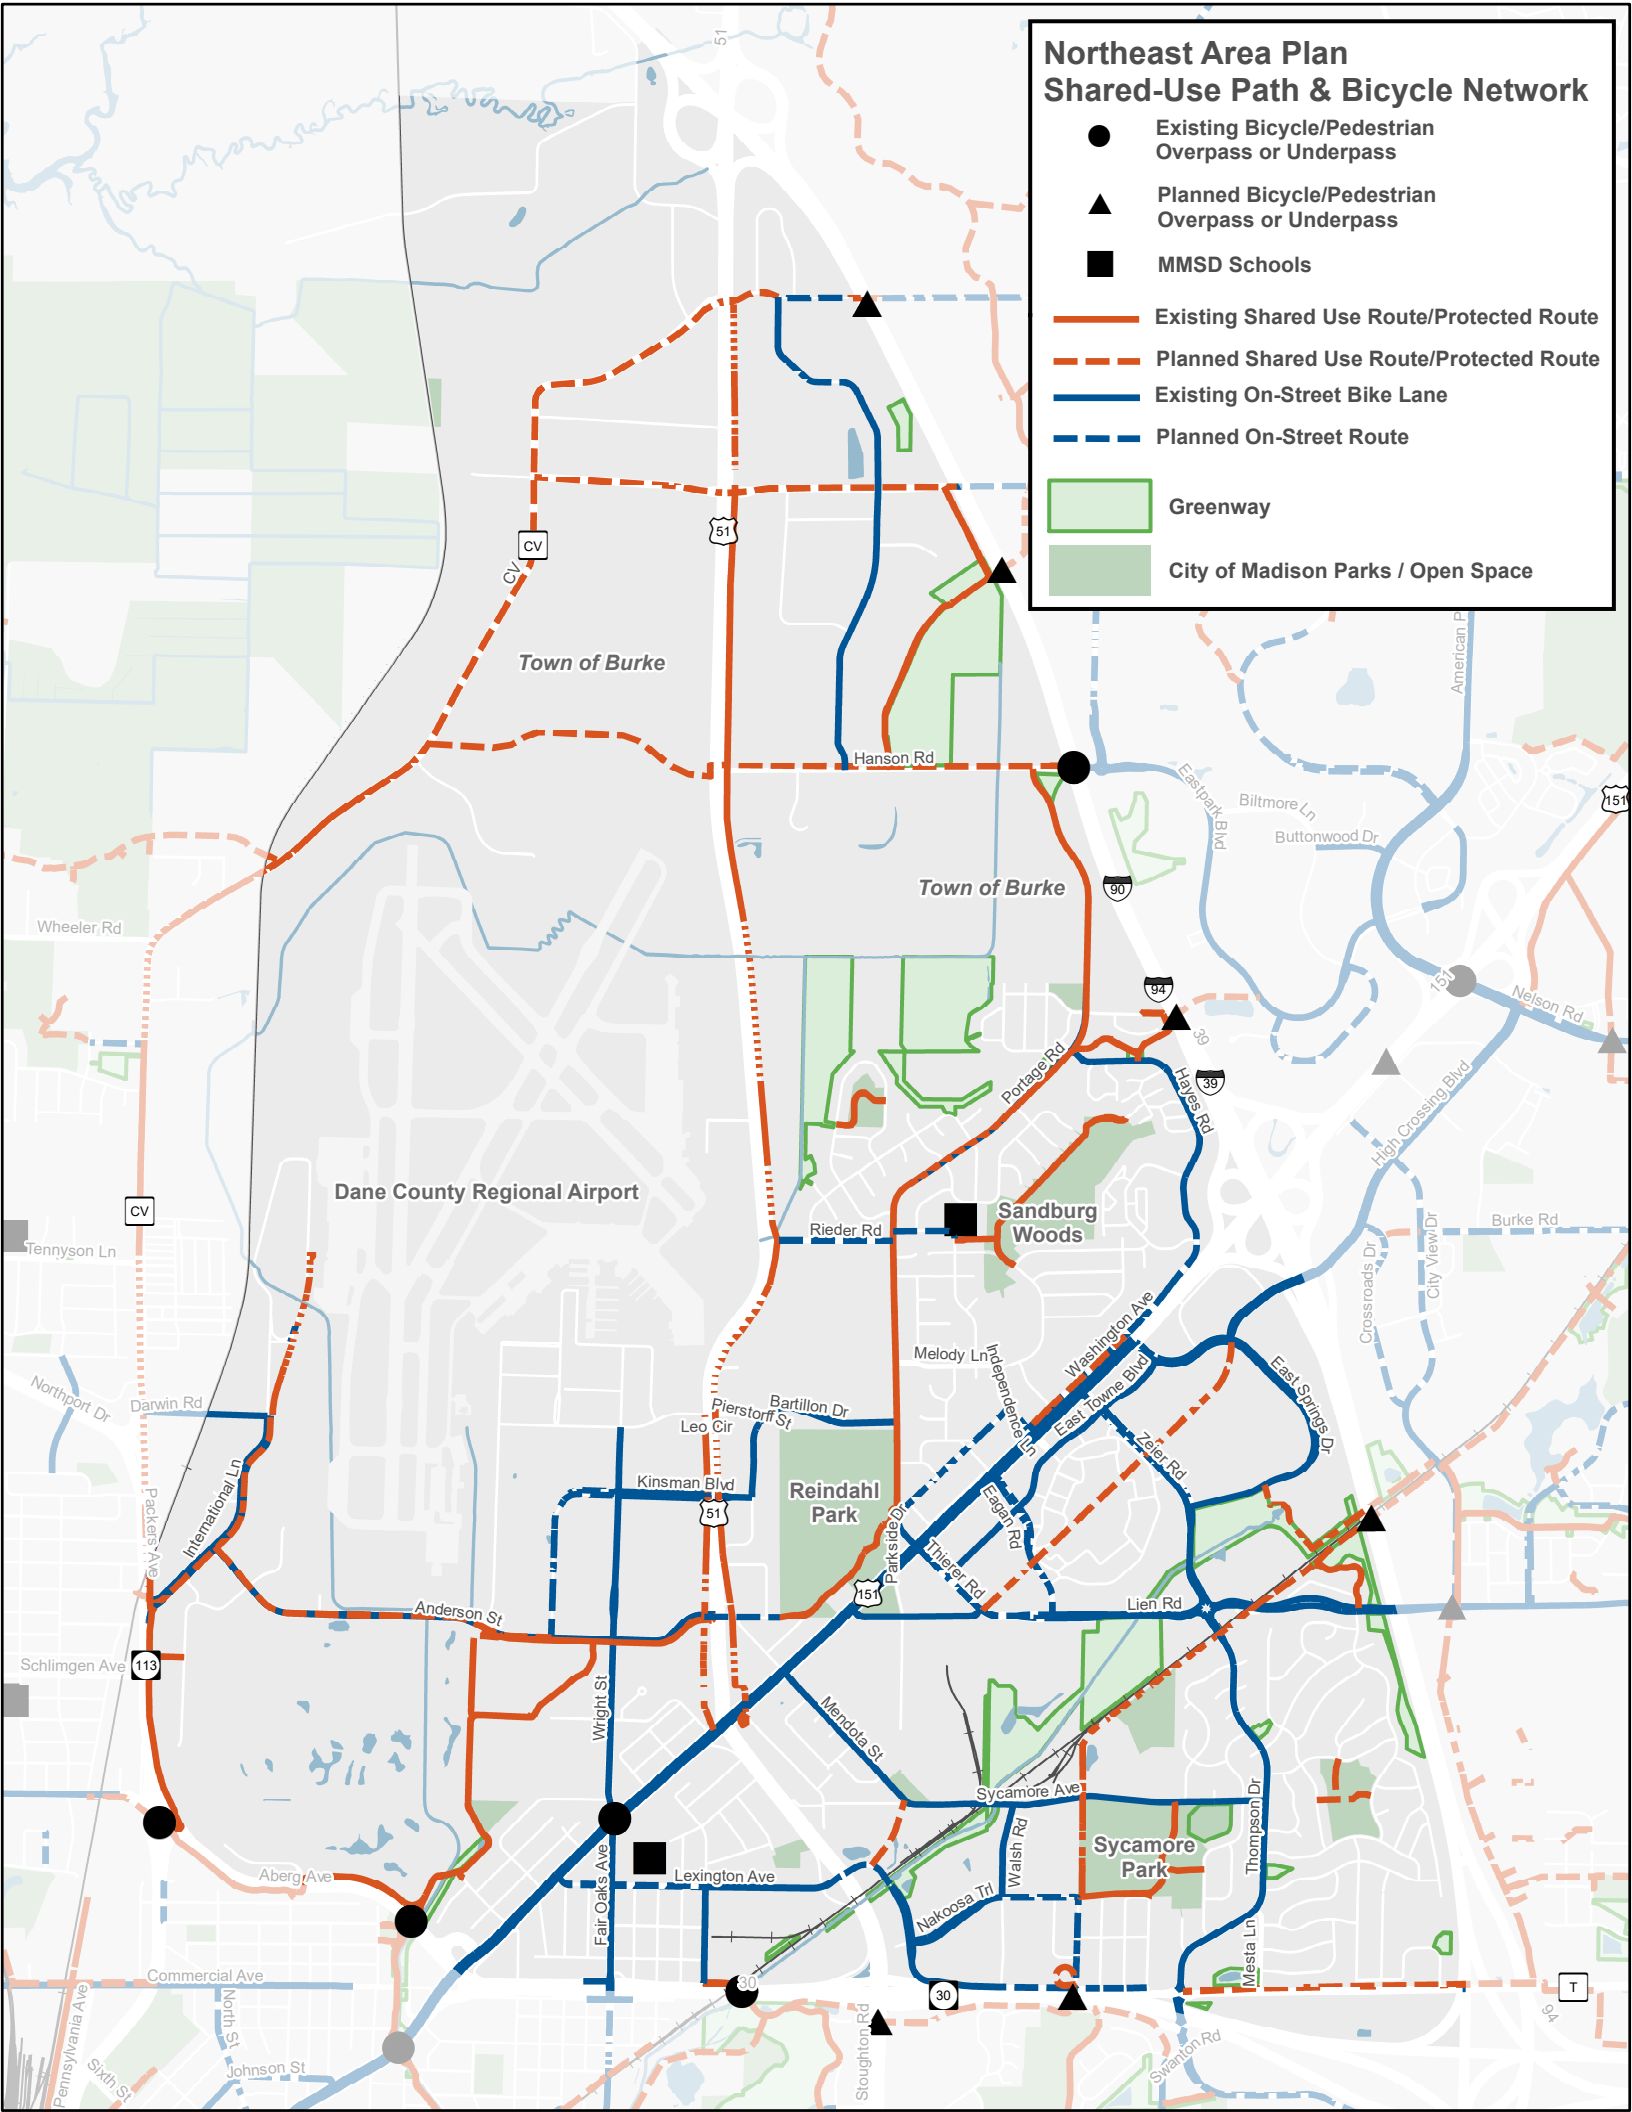 Northeast Area Plan
Shared-Use Path & Bicycle Network
Existing Bicycle/Pedestrian
Overpass or Underpass
Planned Bicycle/Pedestrian
Overpass or Underpass
MMSD Schools
Existing Shared Use Route/Protected Route
Planned Shared Use Route/Protected Route
Existing On-Street Bike Lane
Planned On-Street Route
Greenway
City of Madison Parks / Open Space
51
51
CV
CV
Town of Burke
American P
Hanson Rd
Eastpark Blvd
Biltmore Ln
Buttonwood Dr
151
Town of Burke
90
Wheeler Rd
94
151
Nelson Rd
39
Portage Rd
39
Hayes Rd
High Crossing Blvd
Dane County Regional Airport
CV
Sandburg
Woods
Rieder Rd
Burke Rd
Tennyson Ln
Crossroads Dr
City View Dr
Washington Ave
Melody Ln
Independence Ln
East Towne Blvd
East Springs Dr
Northport Dr
Darwin Rd
Bartillon Dr
Pierstorff St
Leo Cir
Zeier Rd
Kinsman Blvd
Reindahl
Park
International Ln
Packers Ave
51
Eagan Rd
Parkside Dr
Thierer Rd
151
Lien Rd
Anderson St
Schlimgen Ave
113
Wright St
Mendota St
Sycamore Ave
Thompson Dr
Walsh Rd
Sycamore
Park
Aberg Ave
Fair Oaks Ave
Lexington Ave
Nakoosa Trl
Mesta Ln
Commercial Ave
30
30
T
North St
Pennsylvania Ave
Sixth St
Johnson St
Stoughton Rd
Swanton Rd
94